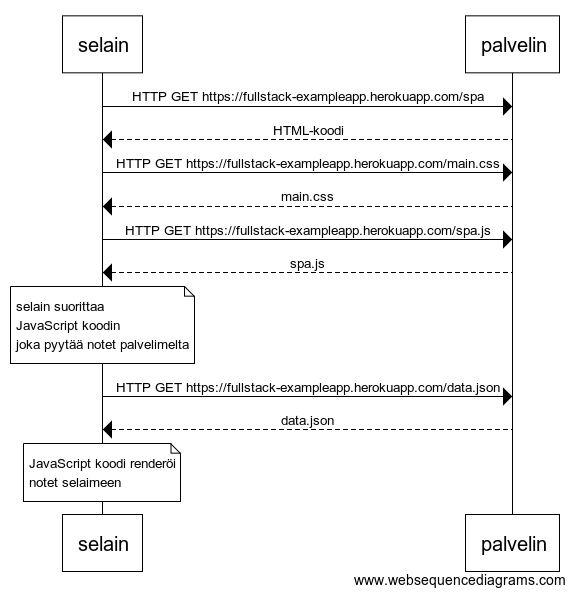 selain
palvelin
HTTP GET https://fullstack-exampleapp.herokuapp.com/spa
HTML-koodi
HTTP GET https://fullstack-exampleapp.herokuapp.com/main.css
main.css
HTTP GET https://fullstack-exampleapp.herokuapp.com/spa.js
spa.js
selain suorittaa
JavaScript koodin
joka pyytää notet palvelimelta
HTTP GET https://fullstack-exampleapp.herokuapp.com/data.json
data.json
JavaScript koodi renderöi
notet selaimeen
selain
palvelin
www.websequencediagrams.com